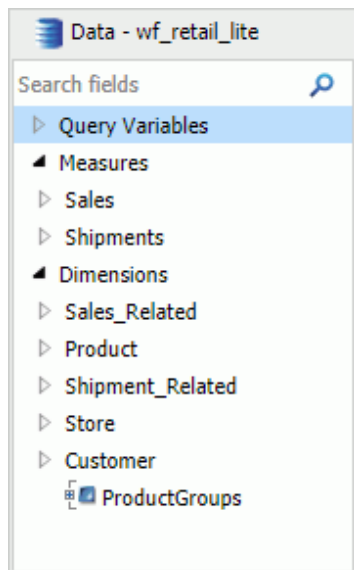 Data - wf_retail_lite
Search fields
Query Variables
Measures
Sales
Shipments
Dimensions
Sales_Related
Product
Shipment_Related
Store
Customer
ProductGroups